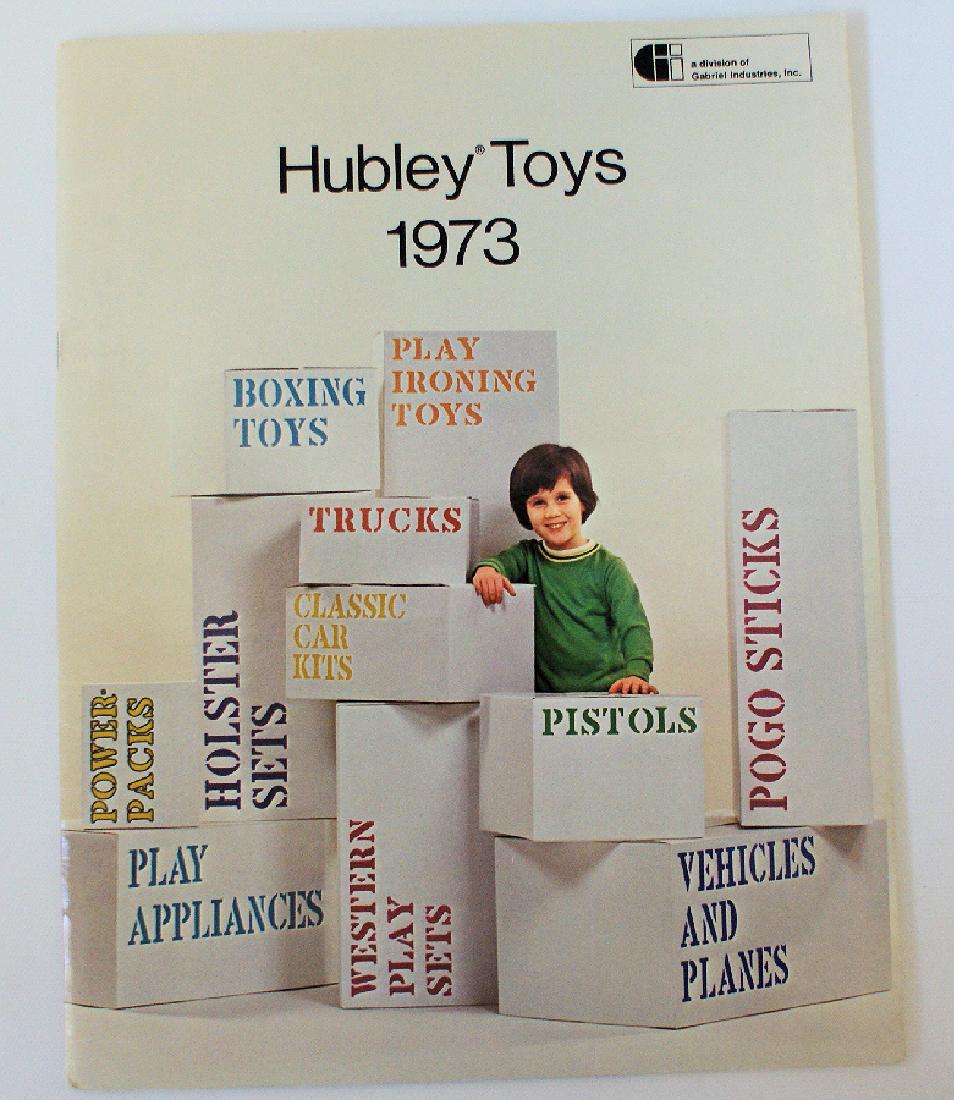 a division of
Gabriel Industries, Inc.
Hubley® Toys
1973
PLAY
IRONING
TOYS
BOXING
TOYS
TRUCKS
CLASSIC
CAR
KITS
HOLSTER
SETS
POWER-
PACKS
PISTOLS
POGO STICKS
PLAY
APPLIANCES
WESTERN
PLAY
SETS
VEHICLES
AND
PLANES